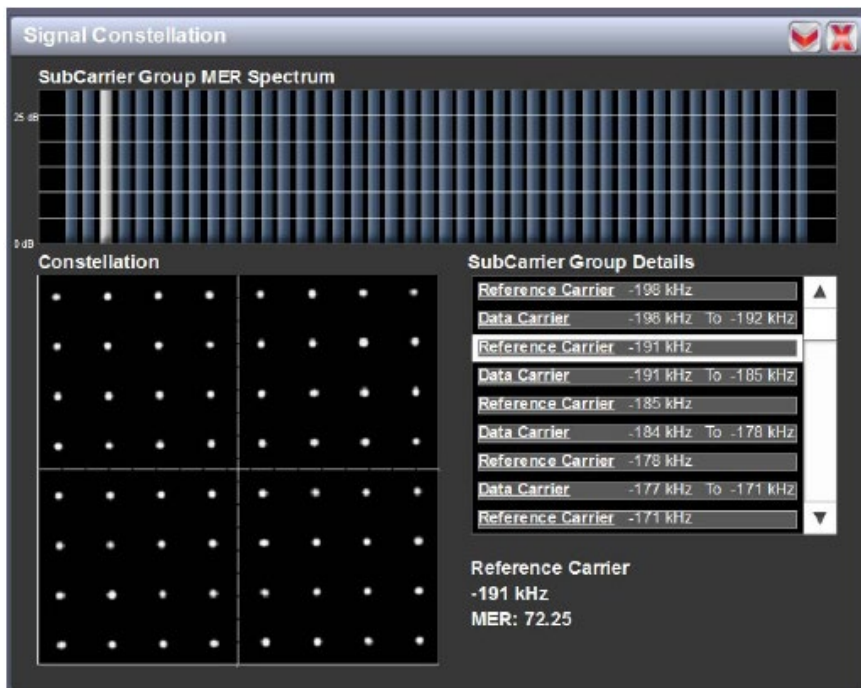 Signal Constellation
SubCarrier Group MER Spectrum
25 dB
0 dB
Constellation
SubCarrier Group Details
Reference Carrier -198 kHz
Data Carrier -198 kHz To -192 kHz
Reference Carrier -191 kHz
Data Carrier -191 kHz To -185 kHz
Reference Carrier -185 kHz
Data Carrier -184 kHz To -178 kHz
Reference Carrier -178 kHz
Data Carrier -177 kHz To -171 kHz
Reference Carrier -171 kHz
Reference Carrier
-191 kHz
MER: 72.25